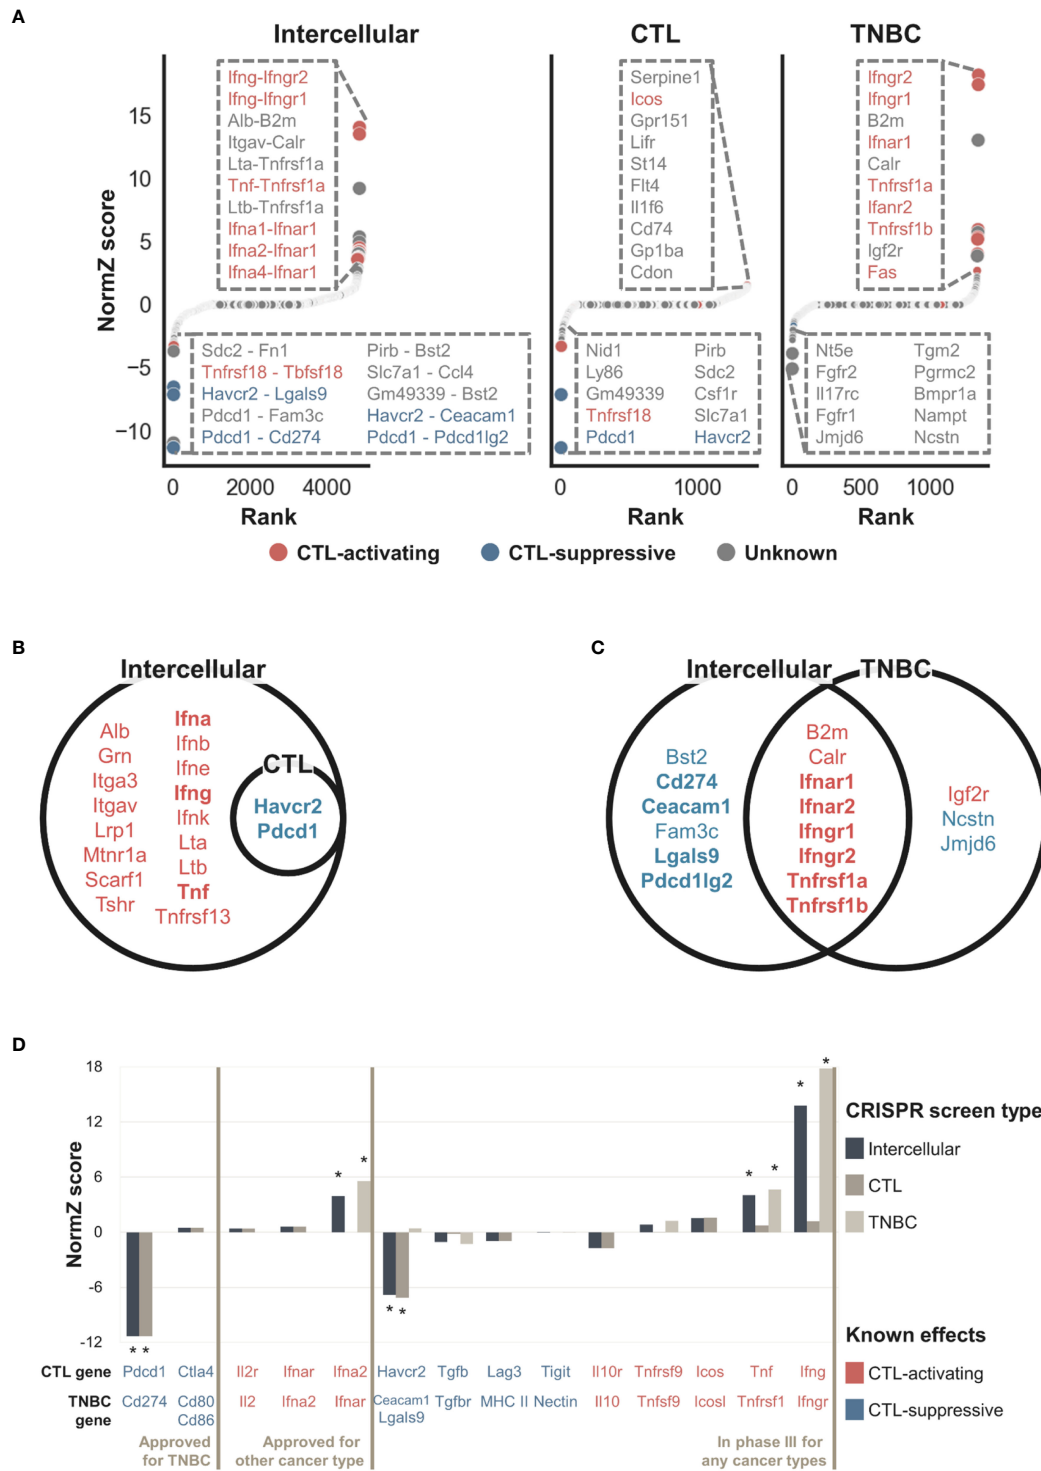 A
Intercellular
CTL
TNBC
NormZ score
15
10
5
0
−5
−10
Ifng-Ifngr2
Ifng-Ifngr1
Alb-B2m
Itgav-Calr
Lta-Tnfrsf1a
Tnf-Tnfrsf1a
Ltb-Tnfrsf1a
Ifna1-Ifnar1
Ifna2-Ifnar1
Ifna4-Ifnar1
Sdc2 - Fn1
Tnfrsf18 - Tbfsf18
Havcr2 - Lgals9
Pdcd1 - Fam3c
Pdcd1 - Cd274
Pirb - Bst2
Slc7a1 - Ccl4
Gm49339 - Bst2
Havcr2 - Ceacam1
Pdcd1 - Pdcd1lg2
0 2000 4000
Rank
Serpine1
Icos
Gpr151
Lifr
St14
Flt4
Il1f6
Cd74
Gp1ba
Cdon
Nid1
Ly86
Gm49339
Tnfrsf18
Pdcd1
Pirb
Sdc2
Csf1r
Slc7a1
Havcr2
0 1000
Rank
Ifngr2
Ifngr1
B2m
Ifnar1
Calr
Tnfrsf1a
Ifanr2
Tnfrsf1b
Igf2r
Fas
Nt5e
Fgfr2
Il17rc
Fgfr1
Jmjd6
Tgm2
Pgrmc2
Bmpr1a
Nampt
Ncstn
0 500 1000
Rank
CTL-activating
CTL-suppressive
Unknown
B
Intercellular
Alb
Grn
Itga3
Itgav
Lrp1
Mtnr1a
Scarf1
Tshr
Ifna
Ifnb
Ifne
Ifng
Ifnk
Lta
Ltb
Tnf
Tnfrsf13
CTL
Havcr2
Pdcd1
C
Intercellular
TNBC
Bst2
Cd274
Ceacam1
Fam3c
Lgals9
Pdcd1lg2
B2m
Calr
Ifnar1
Ifnar2
Ifngr1
Ifngr2
Tnfrsf1a
Tnfrsf1b
Igf2r
Ncstn
Jmjd6
D
NormZ score
18
12
6
0
-6
-12
* * * * * * * * * *
CRISPR screen type
Intercellular
CTL
TNBC
Known effects
CTL-activating
CTL-suppressive
CTL gene Pdcd1 Ctla4 Il2r Ifnar Ifna2 Havcr2 Tgfb Lag3 Tigit Il10r Tnfrsf9 Icos Tnf Ifng
TNBC gene
Cd274
Cd80
Cd86
Il2 Ifna2 Ifnar
Ceacam1
Lgals9
Tgfbr MHC II Nectin Il10 Tnfsf9 Icosl Tnfrsf1 Ifngr
Approved
for TNBC
Approved for
other cancer type
In phase III for
any cancer types